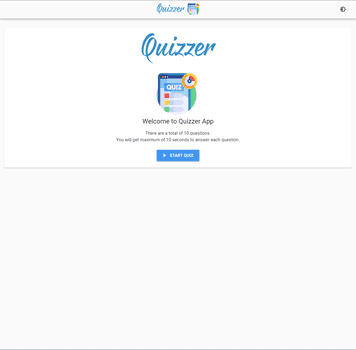 Quizzer
Quizzer
QUIZ
Welcome to Quizzer App
There are a total of 10 questions.
You will get maximum of 10 seconds to answer each question.
START QUIZ